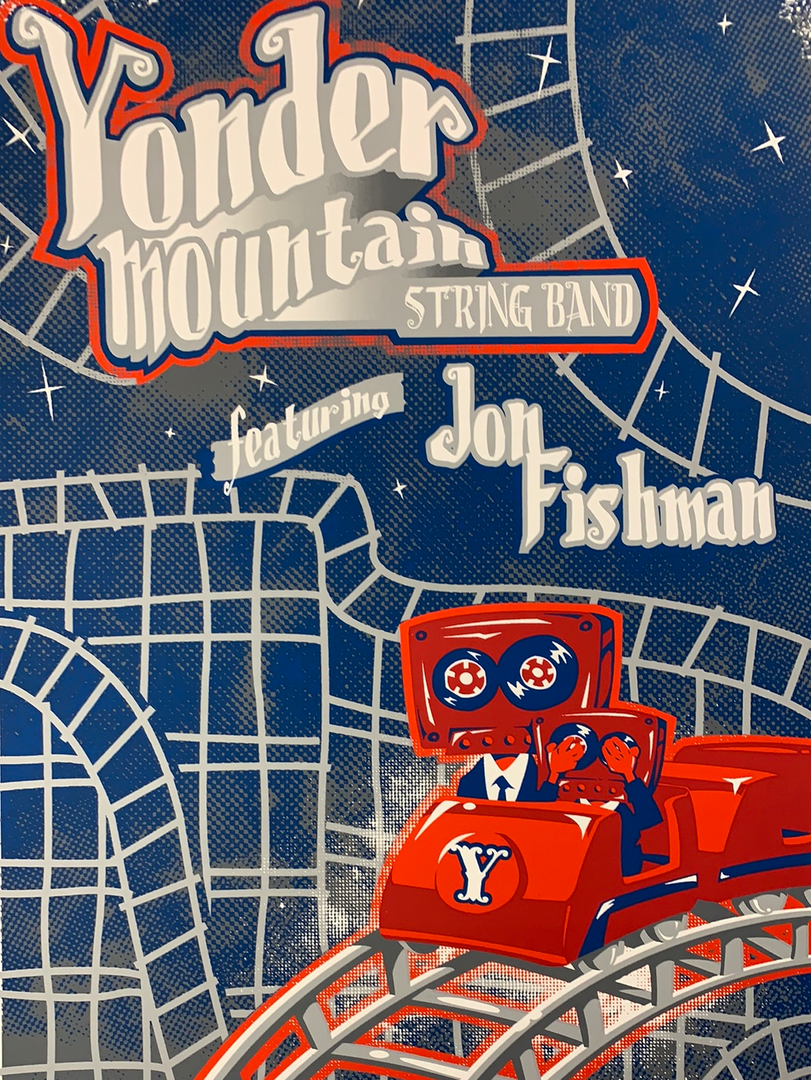 Yonder
mountain
STRING BAND
featuring
Jon
Fishman
Y